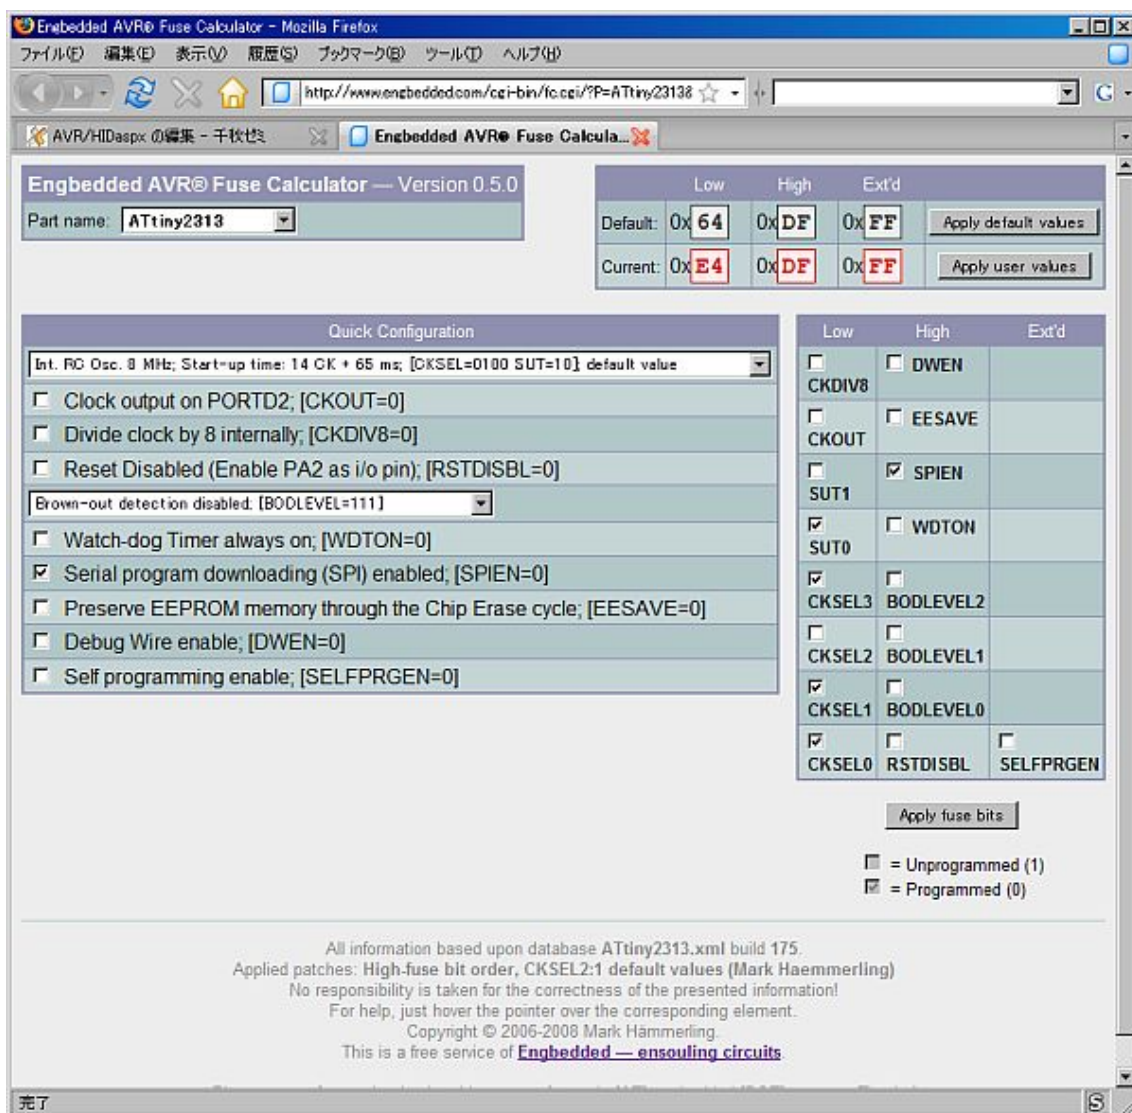 Engbedded AVR® Fuse Calculator - Mozilla Firefox
ファイル(F) 編集(E) 表示(V) 履歴(S) ブックマーク(B) ツール(T) ヘルプ(H)
http://www.engbedded.com/cgi-bin/fc.cgi/?P=ATtiny2313&
G
AVR/HIDaspx の編集 - 千秋ゼミ
Engbedded AVR® Fuse Calcula...
Engbedded AVR® Fuse Calculator — Version 0.5.0
Part name: ATtiny2313
Low High Ext'd
Default: 0x 64 0x DF 0x FF Apply default values
Current: 0x E4 0x DF 0x FF Apply user values
Quick Configuration
Int. RC Osc. 8 MHz; Start-up time: 14 CK + 65 ms; [CKSEL=0100 SUT=10]; default value
Clock output on PORTD2; [CKOUT=0]
Divide clock by 8 internally; [CKDIV8=0]
Reset Disabled (Enable PA2 as i/o pin); [RSTDISBL=0]
Brown-out detection disabled; [BODLEVEL=111]
Watch-dog Timer always on; [WDTON=0]
Serial program downloading (SPI) enabled; [SPIEN=0]
Preserve EEPROM memory through the Chip Erase cycle; [EESAVE=0]
Debug Wire enable; [DWEN=0]
Self programming enable; [SELFPRGEN=0]
Low High Ext'd
CKDIV8 DWEN
CKOUT EESAVE
SUT1 SPIEN
SUT0 WDTON
CKSEL3 BODLEVEL2
CKSEL2 BODLEVEL1
CKSEL1 BODLEVEL0
CKSEL0 RSTDISBL SELFPRGEN
Apply fuse bits
= Unprogrammed (1)
= Programmed (0)
All information based upon database ATtiny2313.xml build 175.
Applied patches: High-fuse bit order, CKSEL2:1 default values (Mark Haemmerling)
No responsibility is taken for the correctness of the presented information!
For help, just hover the pointer over the corresponding element.
Copyright © 2006-2008 Mark Hämmerling.
This is a free service of Engbedded — ensouling circuits.
完了
S